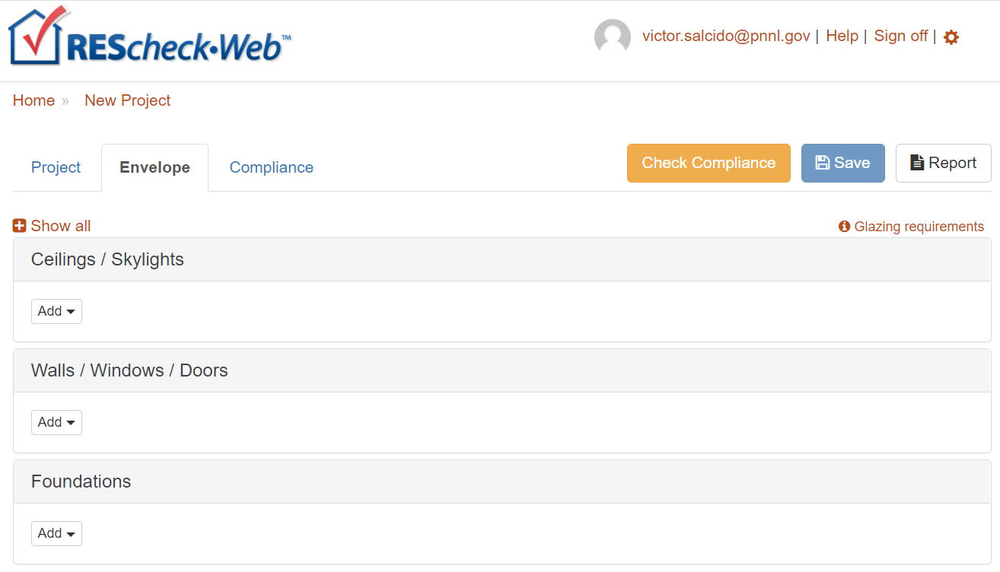 REScheck•Web™
victor.salcido@pnnl.gov | Help | Sign off |
Home » New Project
Project Envelope Compliance Check Compliance Save Report
Show all Glazing requirements
Ceilings / Skylights
Add
Walls / Windows / Doors
Add
Foundations
Add